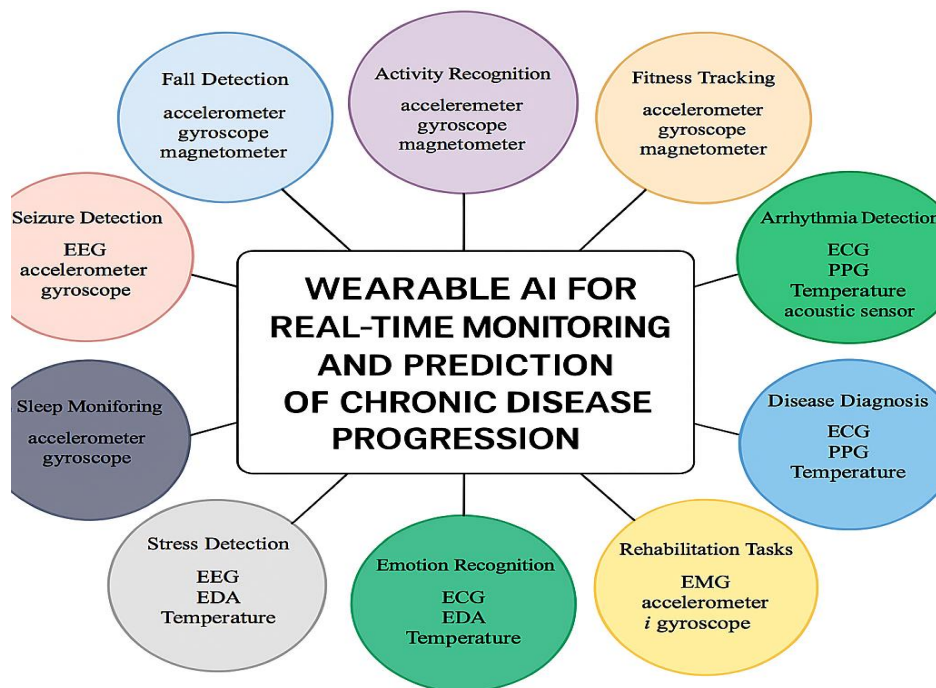 Fall Detection
accelerometer
gyroscope
magnetometer
Activity Recognition
acceleremeter
gyroscope
magnetometer
Fitness Tracking
accelerometer
gyroscope
magnetometer
Seizure Detection
EEG
accelerometer
gyroscope
Arrhythmia Detection
ECG
PPG
Temperature
acoustic sensor
WEARABLE AI FOR
REAL-TIME MONITORING
AND PREDICTION
OF CHRONIC DISEASE
PROGRESSION
Sleep Moniforing
accelerometer
gyroscope
Disease Diagnosis
ECG
PPG
Temperature
Stress Detection
EEG
EDA
Temperature
Emotion Recognition
ECG
EDA
Temperature
Rehabilitation Tasks
EMG
accelerometer
i gyroscope